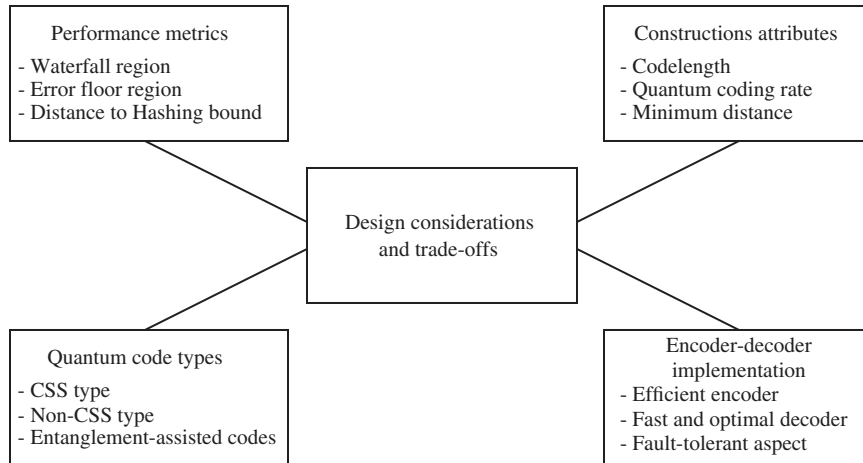 Performance metrics
- Waterfall region
- Error floor region
- Distance to Hashing bound
Constructions attributes
- Codelength
- Quantum coding rate
- Minimum distance
Design considerations
and trade-offs
Quantum code types
- CSS type
- Non-CSS type
- Entanglement-assisted codes
Encoder-decoder
implementation
- Efficient encoder
- Fast and optimal decoder
- Fault-tolerant aspect